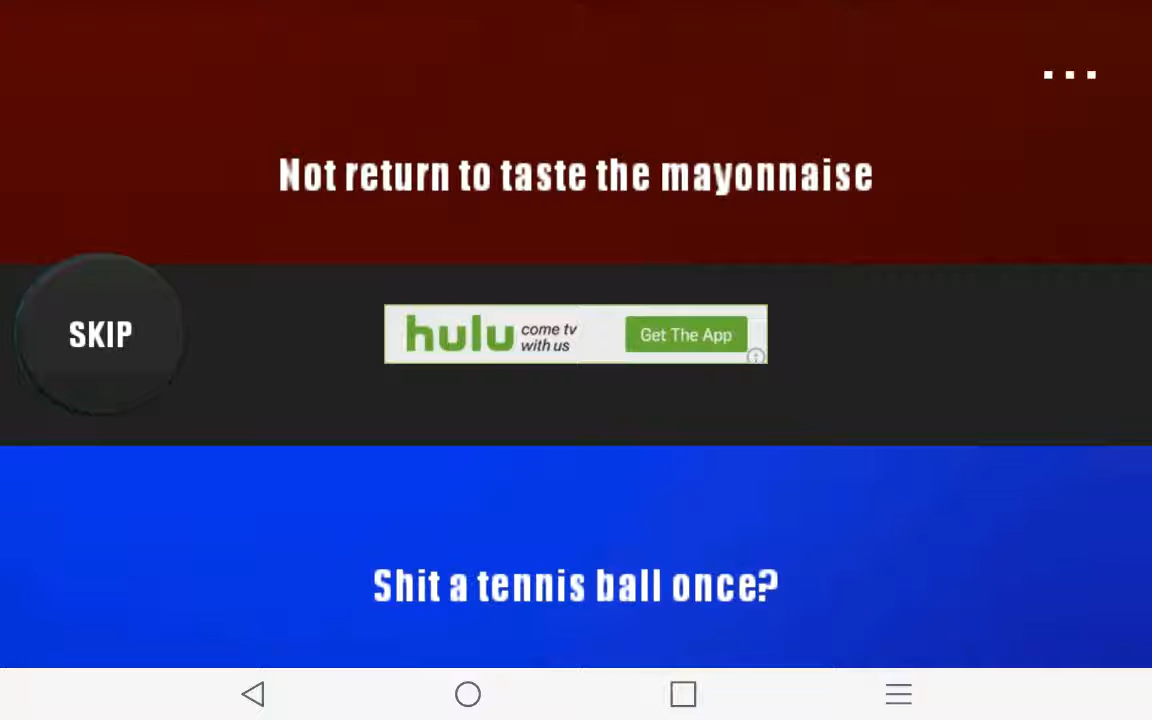 Not return to taste the mayonnaise
SKIP
hulu come tv
with us
Get The App
Shit a tennis ball once?